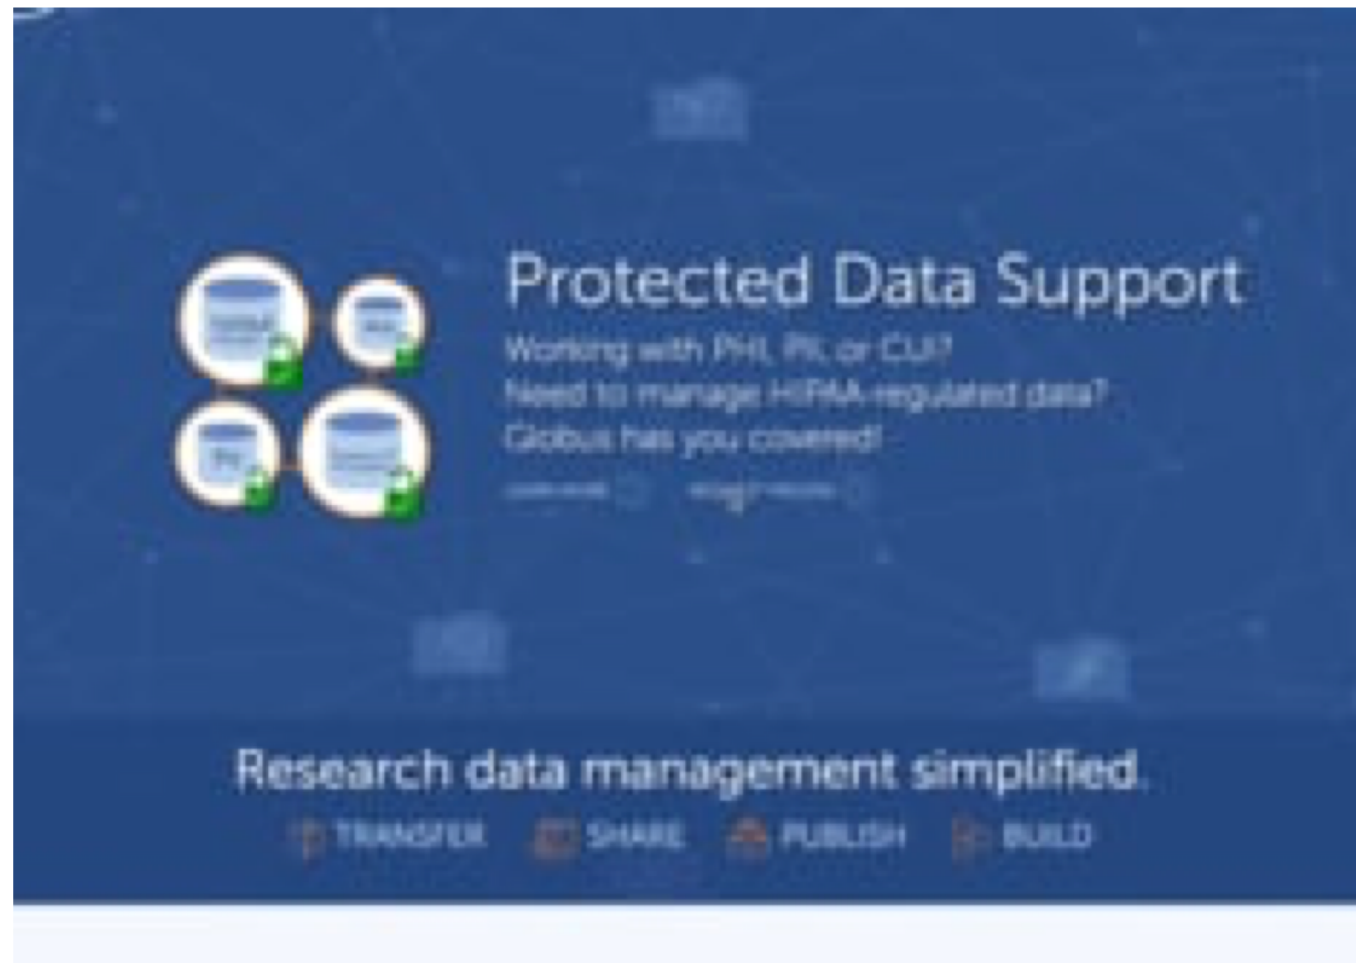 Protected Data Support
Working with PHI, PII, or CUI?
Need to manage HIPAA-regulated data?
Globus has you covered!
Research data management simplified.
TRANSFER SHARE PUBLISH BUILD